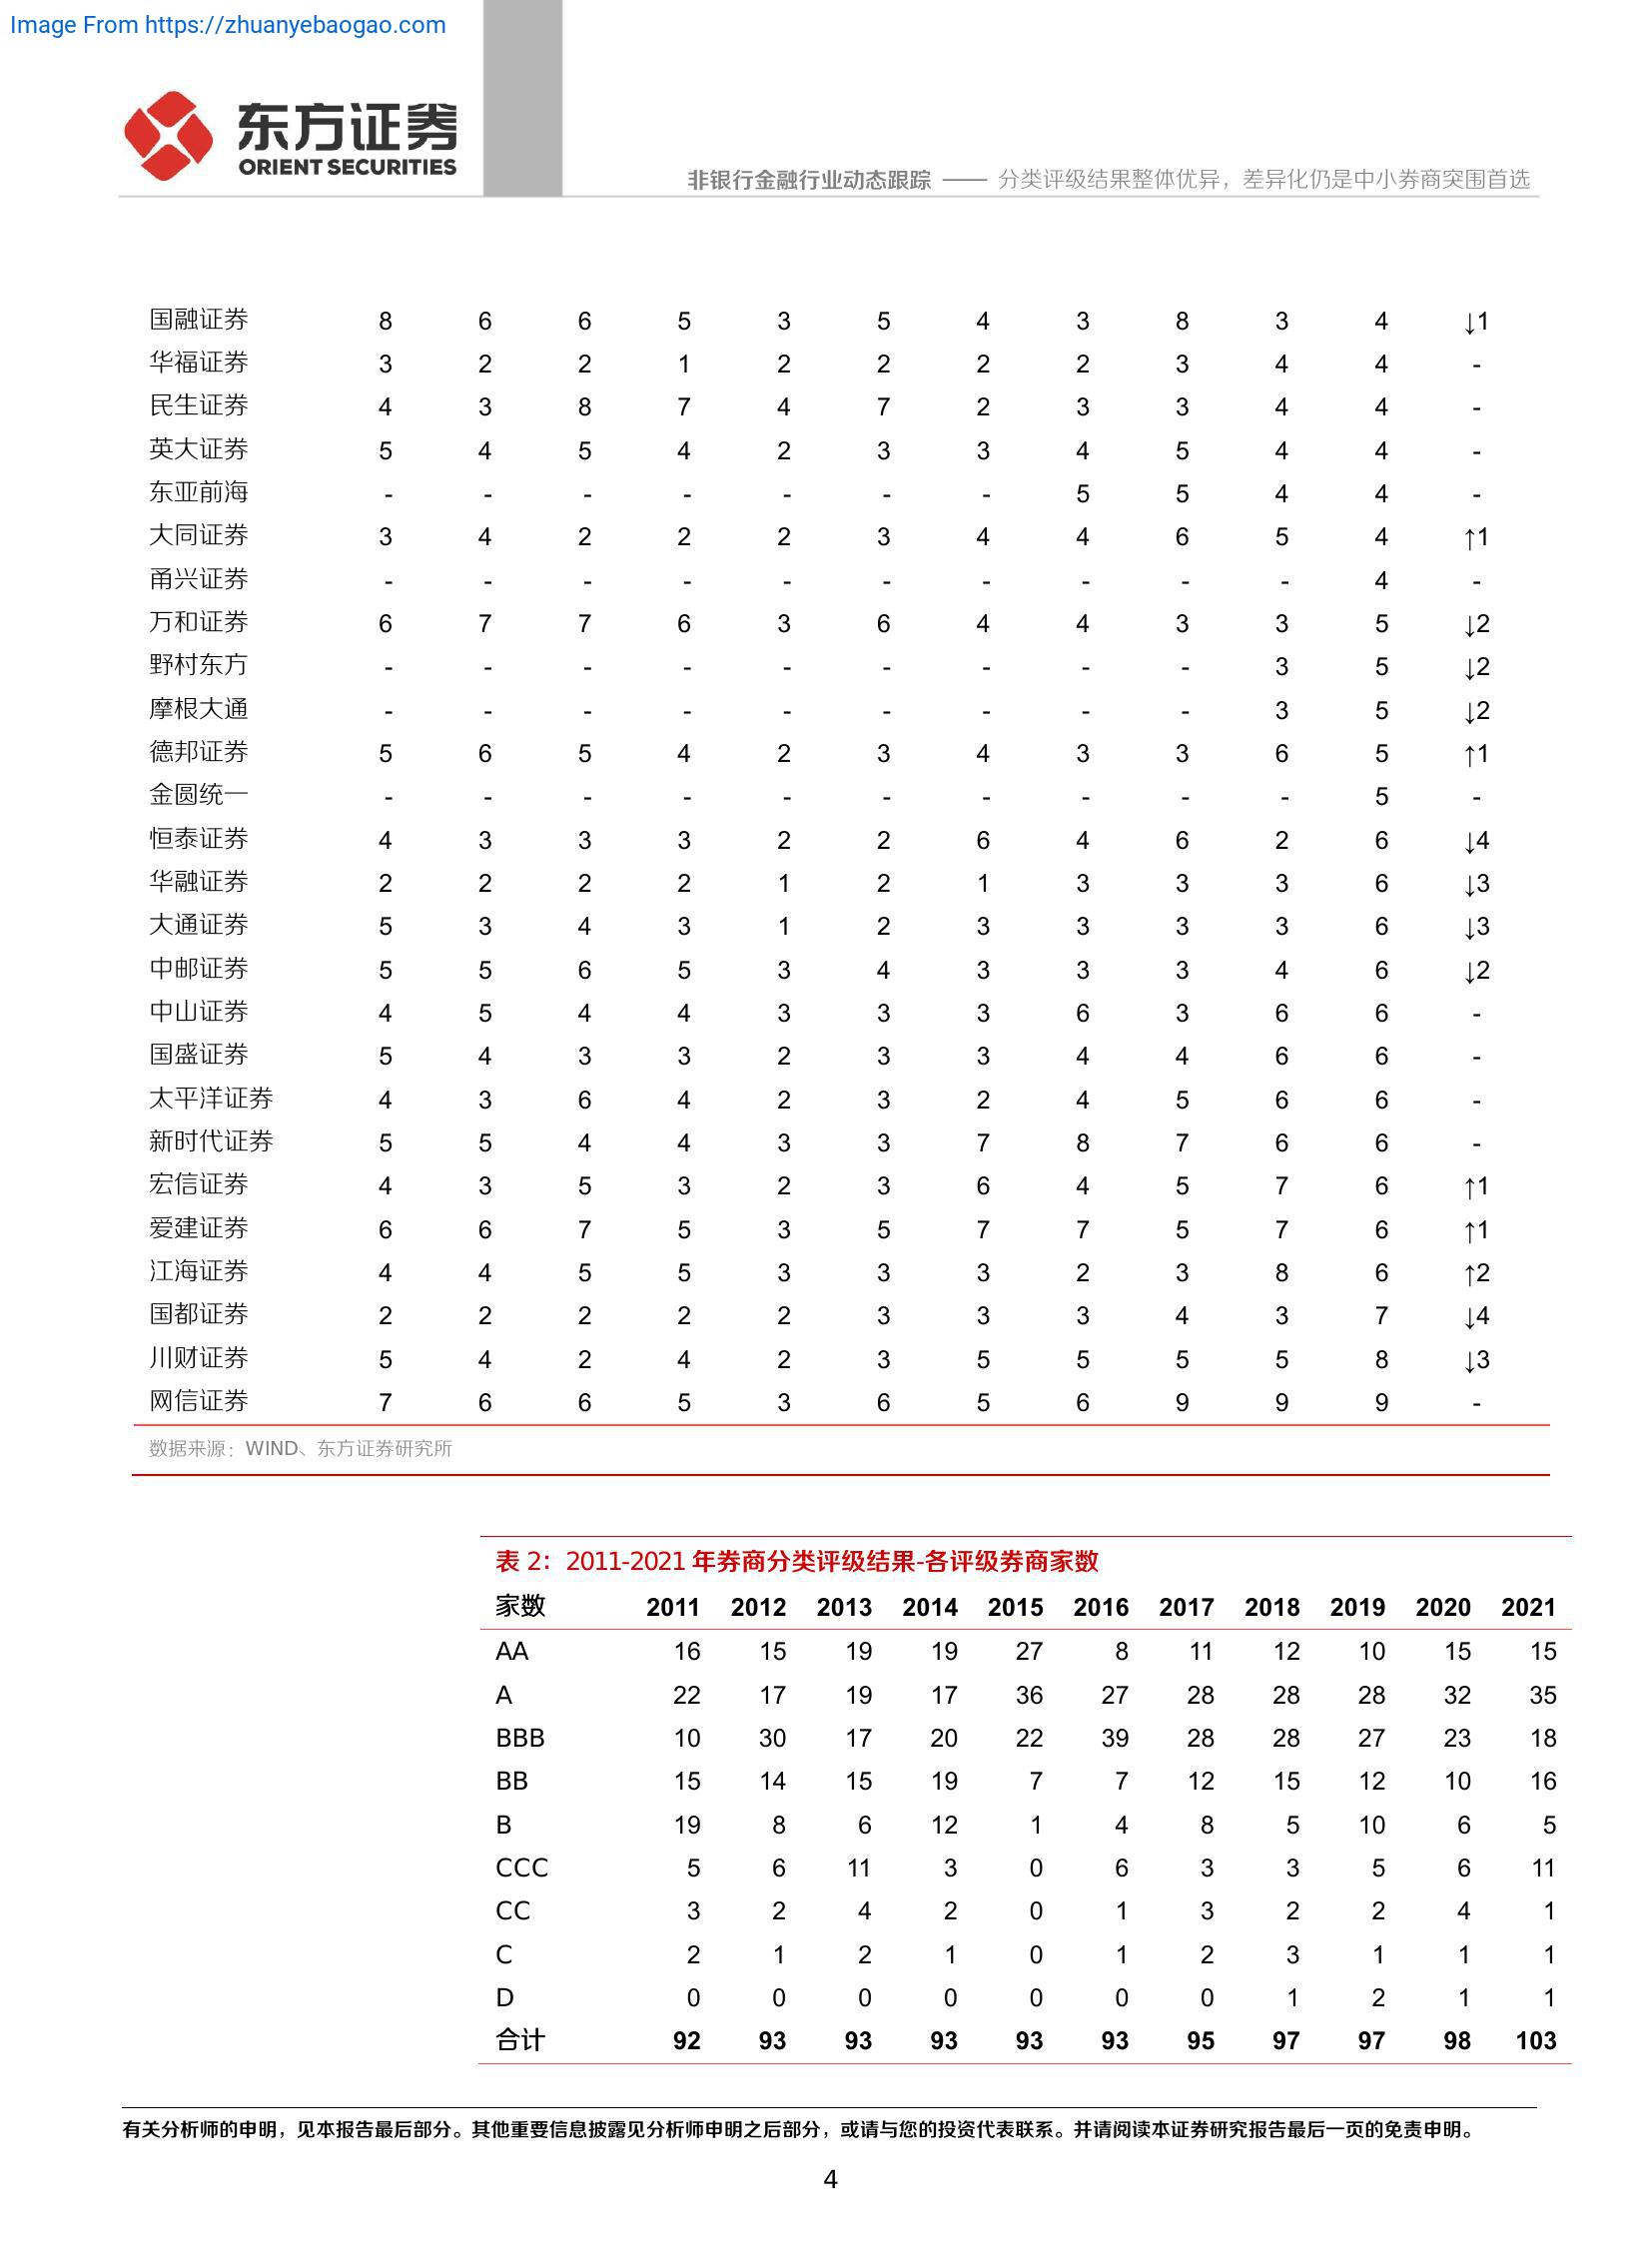 Image From https://zhuanyebaogao.com
东方证券
ORIENT SECURITIES
非银行金融行业动态跟踪 —— 分类评级结果整体优异，差异化仍是中小券商突围首选
国融证券 8 6 6 5 3 5 4 3 8 3 4 ↓1
华福证券 3 2 2 1 2 2 2 2 3 4 4 -
民生证券 4 3 8 7 4 7 2 3 3 4 4 -
英大证券 5 4 5 4 2 3 3 4 5 4 4 -
东亚前海 - - - - - - - 5 5 4 4 -
大同证券 3 4 2 2 2 3 4 4 6 5 4 ↑1
甬兴证券 - - - - - - - - - - 4 -
万和证券 6 7 7 6 3 6 4 4 3 3 5 ↓2
野村东方 - - - - - - - - - 3 5 ↓2
摩根大通 - - - - - - - - - 3 5 ↓2
德邦证券 5 6 5 4 2 3 4 3 3 6 5 ↑1
金圆统一 - - - - - - - - - - 5 -
恒泰证券 4 3 3 3 2 2 6 4 6 2 6 ↓4
华融证券 2 2 2 2 1 2 1 3 3 3 6 ↓3
大通证券 5 3 4 3 1 2 3 3 3 3 6 ↓3
中邮证券 5 5 6 5 3 4 3 3 3 4 6 ↓2
中山证券 4 5 4 4 3 3 3 6 3 6 6 -
国盛证券 5 4 3 3 2 3 3 4 4 6 6 -
太平洋证券 4 3 6 4 2 3 2 4 5 6 6 -
新时代证券 5 5 4 4 3 3 7 8 7 6 6 -
宏信证券 4 3 5 3 2 3 6 4 5 7 6 ↑1
爱建证券 6 6 7 5 3 5 7 7 5 7 6 ↑1
江海证券 4 4 5 5 3 3 3 2 3 8 6 ↑2
国都证券 2 2 2 2 2 3 3 3 4 3 7 ↓4
川财证券 5 4 2 4 2 3 5 5 5 5 8 ↓3
网信证券 7 6 6 5 3 6 5 6 9 9 9 -
数据来源：WIND、东方证券研究所
表 2：2011-2021 年券商分类评级结果-各评级券商家数
家数 2011 2012 2013 2014 2015 2016 2017 2018 2019 2020 2021
AA 16 15 19 19 27 8 11 12 10 15 15
A 22 17 19 17 36 27 28 28 28 32 35
BBB 10 30 17 20 22 39 28 28 27 23 18
BB 15 14 15 19 7 7 12 15 12 10 16
B 19 8 6 12 1 4 8 5 10 6 5
CCC 5 6 11 3 0 6 3 3 5 6 11
CC 3 2 4 2 0 1 3 2 2 4 1
C 2 1 2 1 0 1 2 3 1 1 1
D 0 0 0 0 0 0 0 1 2 1 1
合计 92 93 93 93 93 93 95 97 97 98 103
有关分析师的申明，见本报告最后部分。其他重要信息披露见分析师申明之后部分，或请与您的投资代表联系。并请阅读本证券研究报告最后一页的免责申明。
4